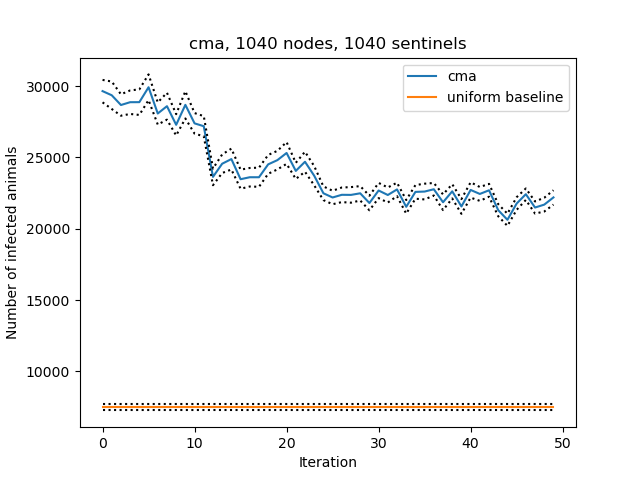 cma, 1040 nodes, 1040 sentinels
cma
uniform baseline
Number of infected animals
30000
25000
20000
15000
10000
0 10 20 30 40 50
Iteration